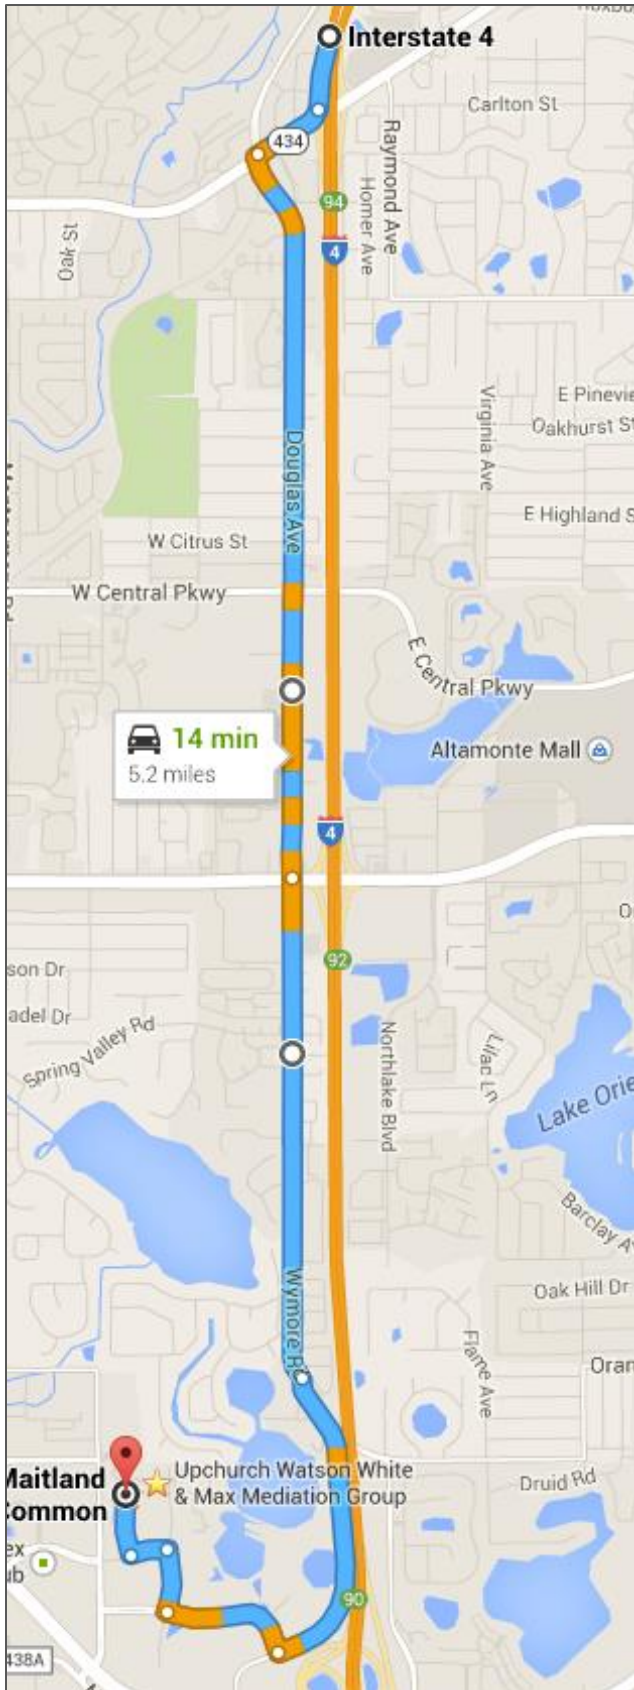 Interstate 4
Carlton St
434
Raymond Ave
Homer Ave
94
4
Oak St
Virginia Ave
E Pinevie
Oakhurst St
Douglas Ave
E Highland S
W Citrus St
W Central Pkwy
E Central Pkwy
14 min
5.2 miles
Altamonte Mall
4
O
92
son Dr
adel Dr
Spring Valley Rd
Northlake Blvd
Lilac Ln
Lake Orie
Barclay A
Wymore Rd
Oak Hill Dr
Flame Ave
Oran
Maitland
Common
Upchurch Watson White
& Max Mediation Group
Druid Rd
ex
ub
90
438A